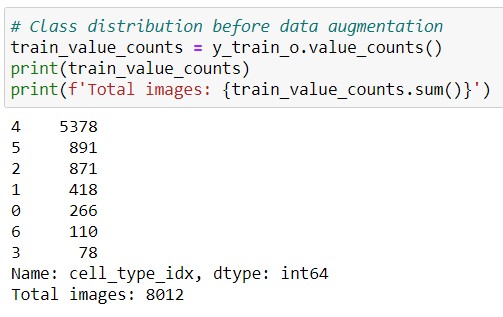 # Class distribution before data augmentation
train_value_counts = y_train_o.value_counts()
print(train_value_counts)
print(f'Total images: {train_value_counts.sum()}')
4    5378
5     891
2     871
1     418
0     266
6     110
3      78
Name: cell_type_idx, dtype: int64
Total images: 8012